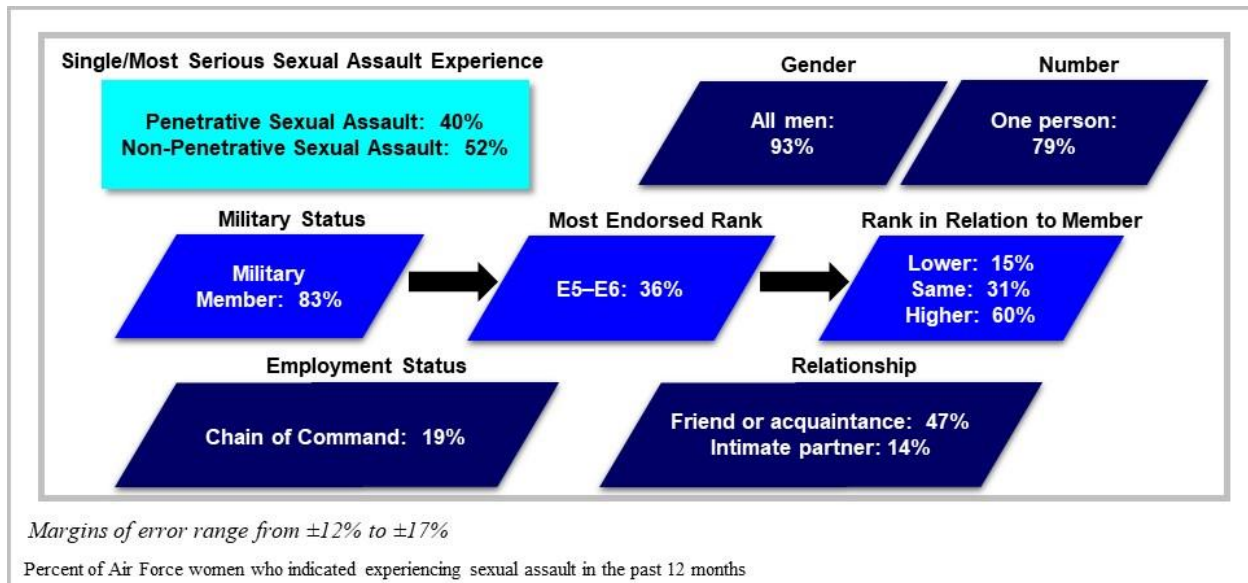 Single/Most Serious Sexual Assault Experience
Penetrative Sexual Assault: 40%
Non-Penetrative Sexual Assault: 52%
Gender
All men:
93%
Number
One person:
79%
Military Status
Military
Member: 83%
Most Endorsed Rank
E5–E6: 36%
Rank in Relation to Member
Lower: 15%
Same: 31%
Higher: 60%
Employment Status
Chain of Command: 19%
Relationship
Friend or acquaintance: 47%
Intimate partner: 14%
Margins of error range from ±12% to ±17%
Percent of Air Force women who indicated experiencing sexual assault in the past 12 months